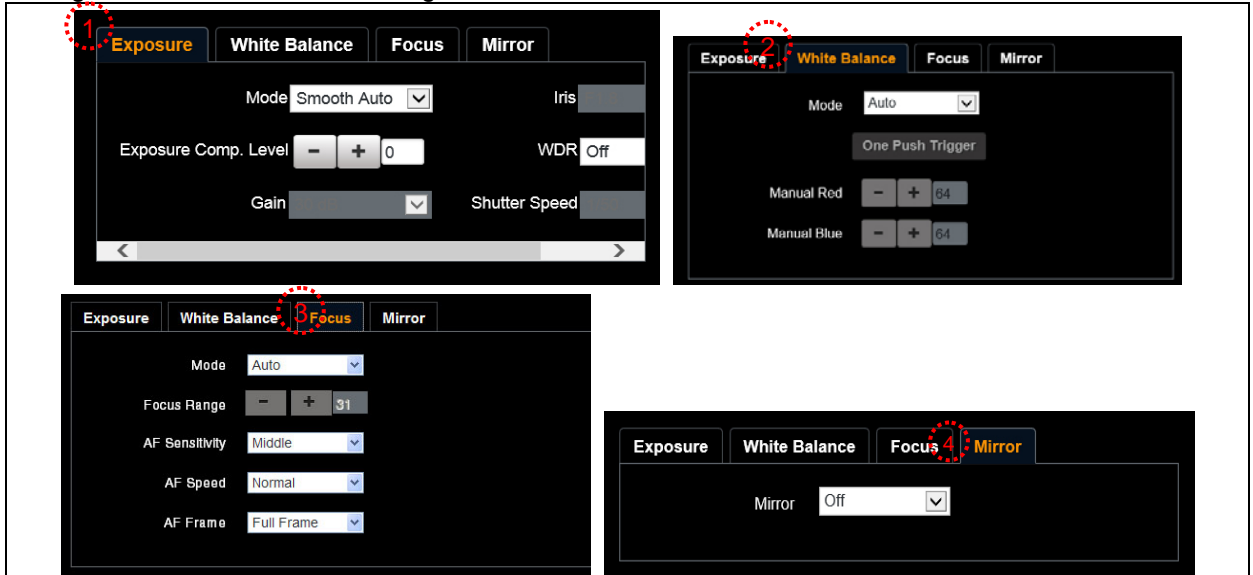 1
Exposure White Balance Focus Mirror
Mode Smooth Auto Iris
Exposure Comp. Level - + 0 WDR Off
Gain Shutter Speed
2
Exposure White Balance Focus Mirror
Mode Auto
One Push Trigger
Manual Red - + 64
Manual Blue - + 64
3
Exposure White Balance Focus Mirror
Mode Auto
Focus Range - + 31
AF Sensitivity Middle
AF Speed Normal
AF Frame Full Frame
4
Exposure White Balance Focus Mirror
Mirror Off